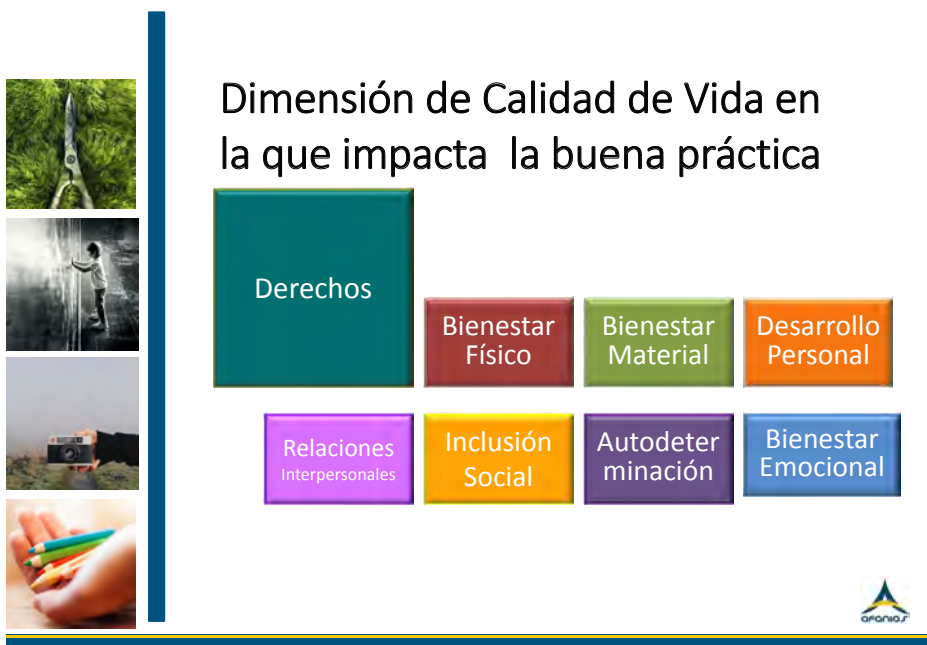 Dimensión de Calidad de Vida en
la que impacta la buena práctica
Derechos
Bienestar
Físico
Bienestar
Material
Desarrollo
Personal
Relaciones
Interpersonales
Inclusión
Social
Autodeter
minación
Bienestar
Emocional
afanias